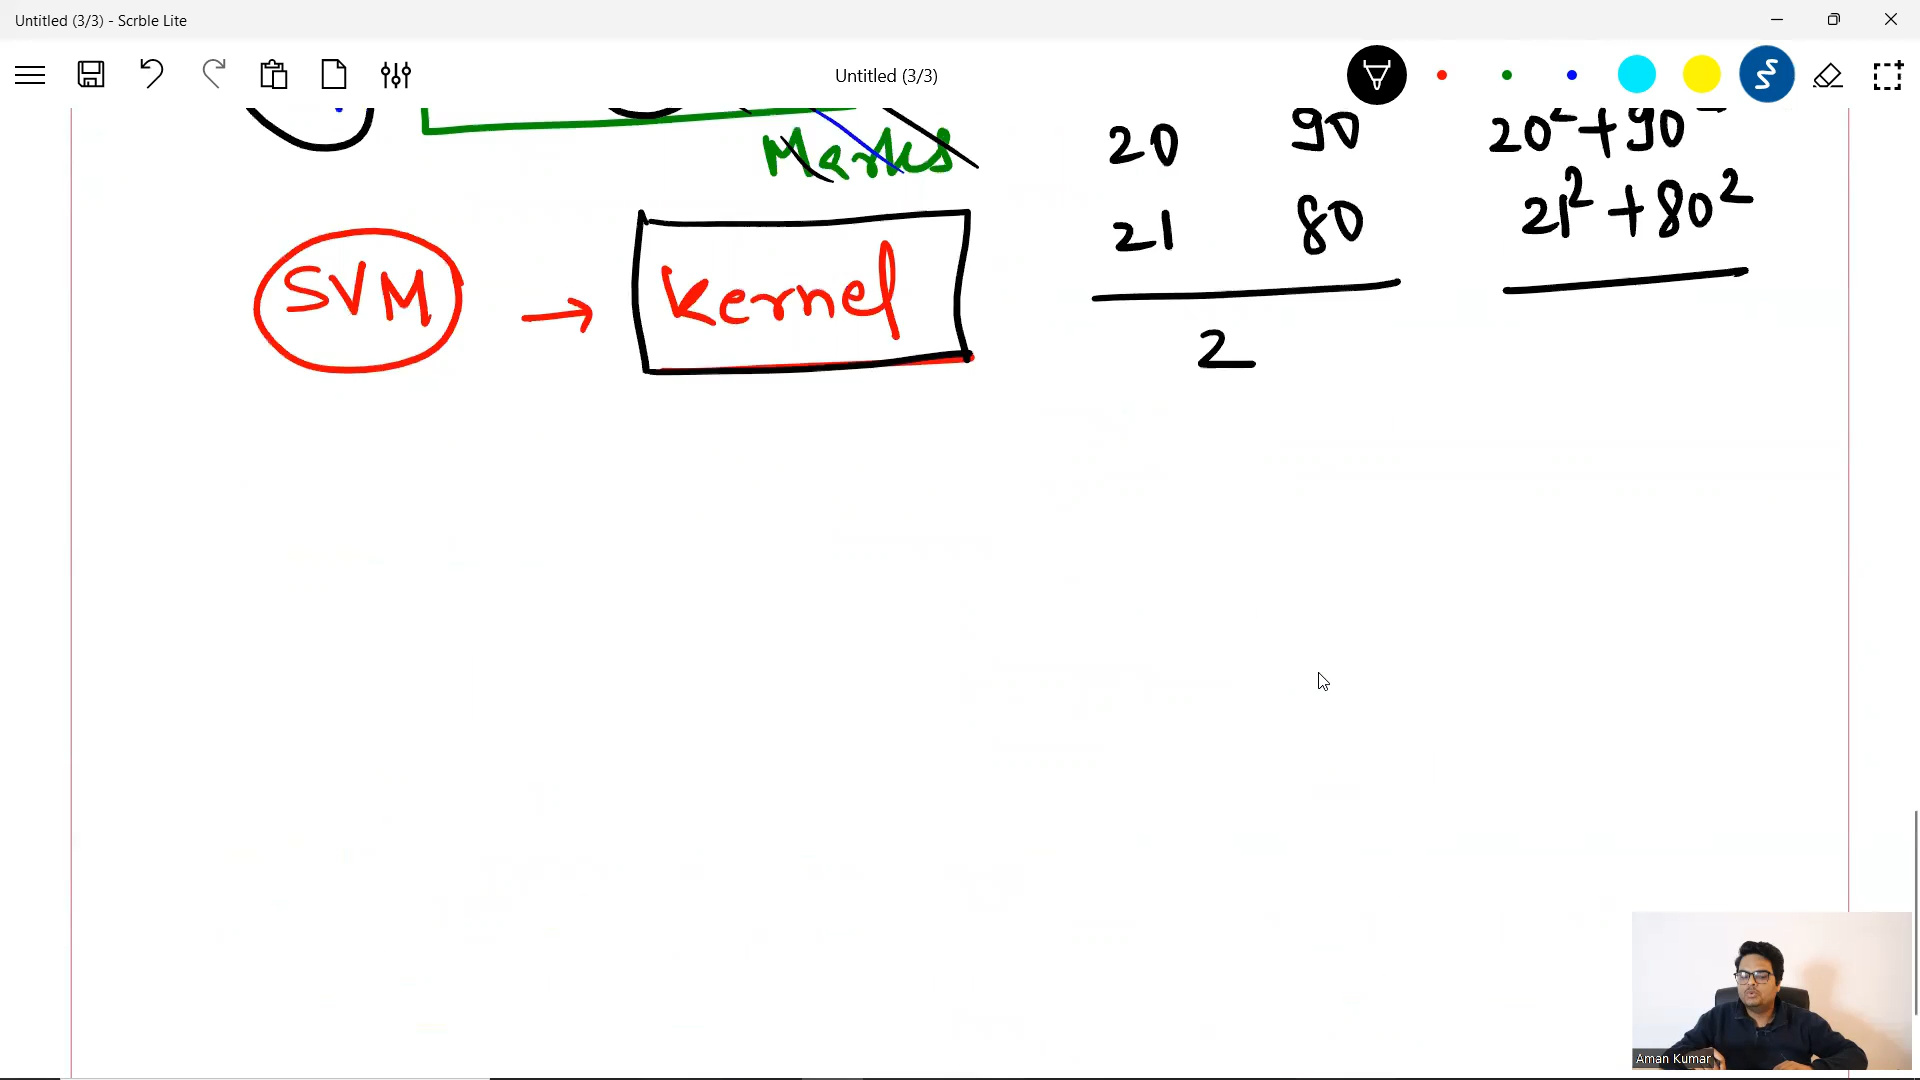 Untitled (3/3) - Scrble Lite
Untitled (3/3)
Marks
20 90 20² + 90²
21 80 21² + 80²
SVM → Kernel
2
Aman Kumar